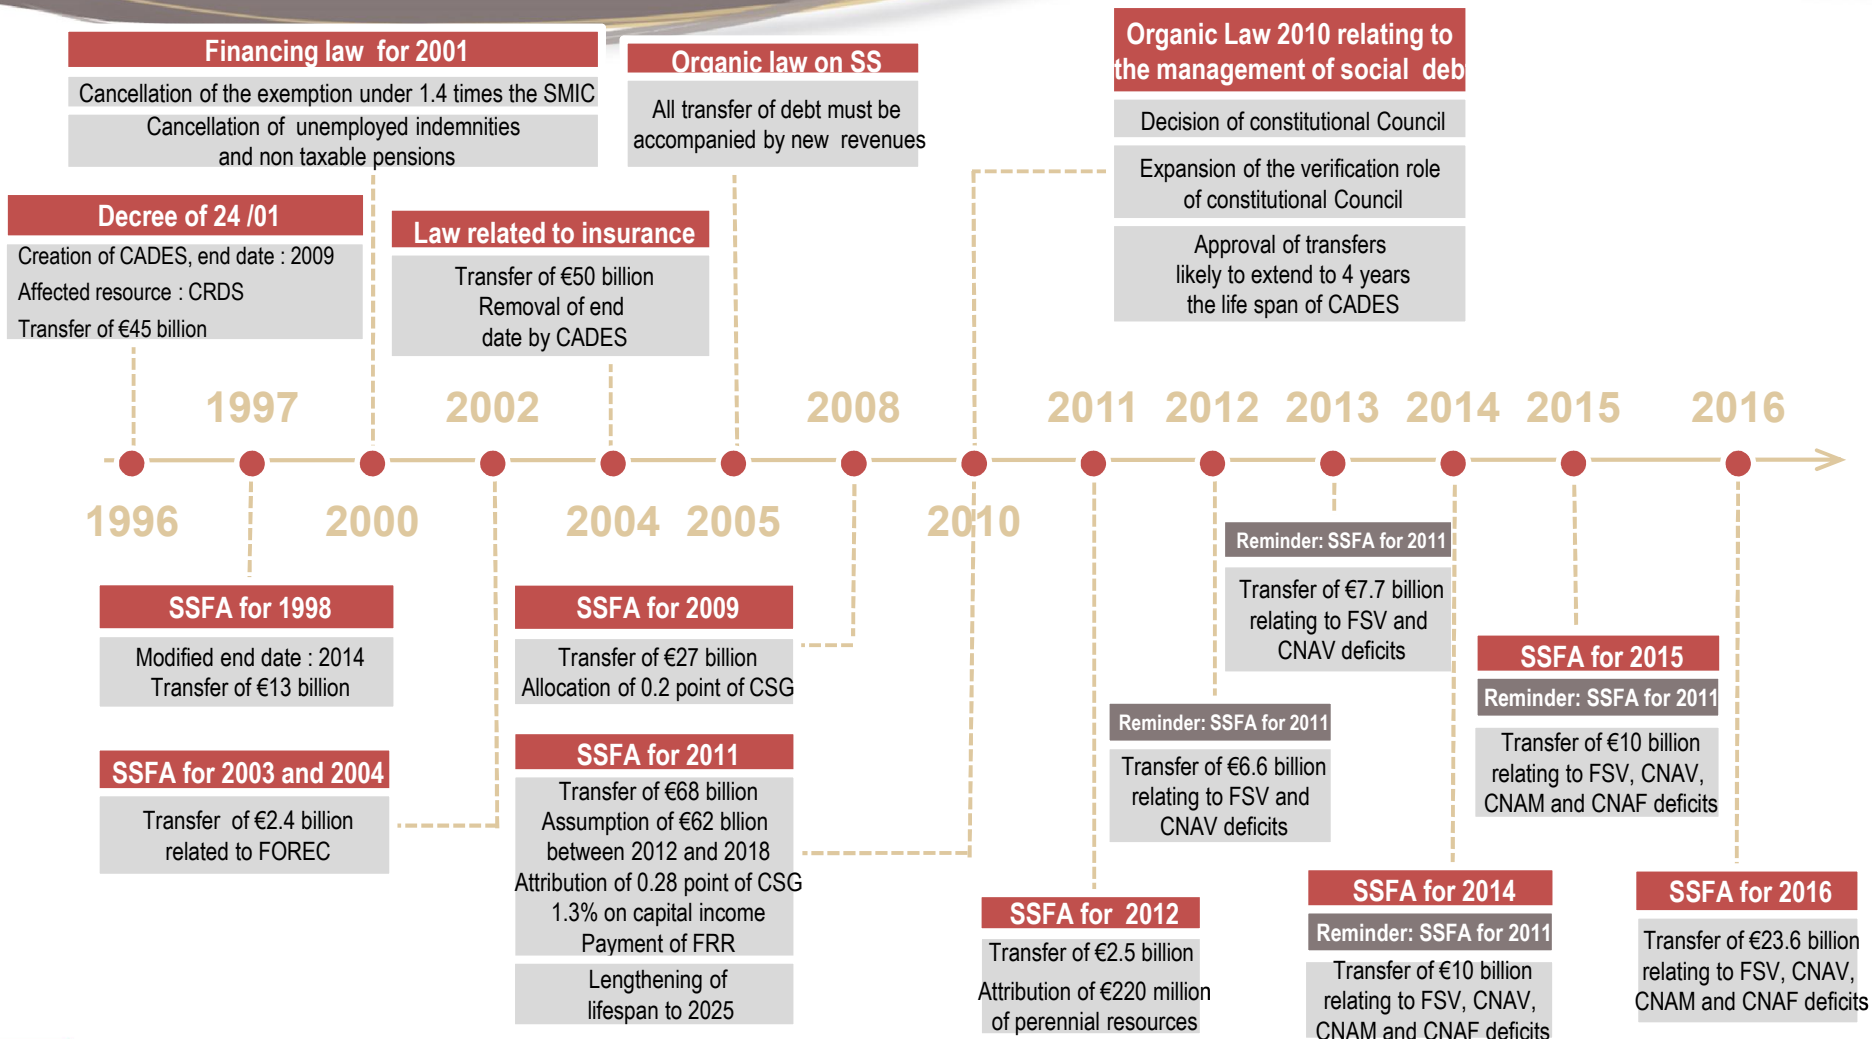 Financing law for 2001
Cancellation of the exemption under 1.4 times the SMIC
Cancellation of unemployed indemnities
and non taxable pensions
Organic law on SS
All transfer of debt must be
accompanied by new revenues
Organic Law 2010 relating to
the management of social deb
Decision of constitutional Council
Expansion of the verification role
of constitutional Council
Approval of transfers
likely to extend to 4 years
the life span of CADES
Decree of 24 /01
Creation of CADES, end date : 2009
Affected resource : CRDS
Transfer of €45 billion
Law related to insurance
Transfer of €50 billion
Removal of end
date by CADES
1997
2002
2008
2011
2012
2013
2014
2015
2016
1996
2000
2004
2005
2010
SSFA for 1998
Modified end date : 2014
Transfer of €13 billion
SSFA for 2003 and 2004
Transfer of €2.4 billion
related to FOREC
SSFA for 2009
Transfer of €27 billion
Allocation of 0.2 point of CSG
SSFA for 2011
Transfer of €68 billion
Assumption of €62 bllion
between 2012 and 2018
Attribution of 0.28 point of CSG
1.3% on capital income
Payment of FRR
Lengthening of
lifespan to 2025
SSFA for 2012
Transfer of €2.5 billion
Attribution of €220 million
of perennial resources
Reminder: SSFA for 2011
Transfer of €6.6 billion
relating to FSV and
CNAV deficits
Reminder: SSFA for 2011
Transfer of €7.7 billion
relating to FSV and
CNAV deficits
SSFA for 2014
Reminder: SSFA for 2011
Transfer of €10 billion
relating to FSV, CNAV,
CNAM and CNAF deficits
SSFA for 2015
Reminder: SSFA for 2011
Transfer of €10 billion
relating to FSV, CNAV,
CNAM and CNAF deficits
SSFA for 2016
Transfer of €23.6 billion
relating to FSV, CNAV,
CNAM and CNAF deficits